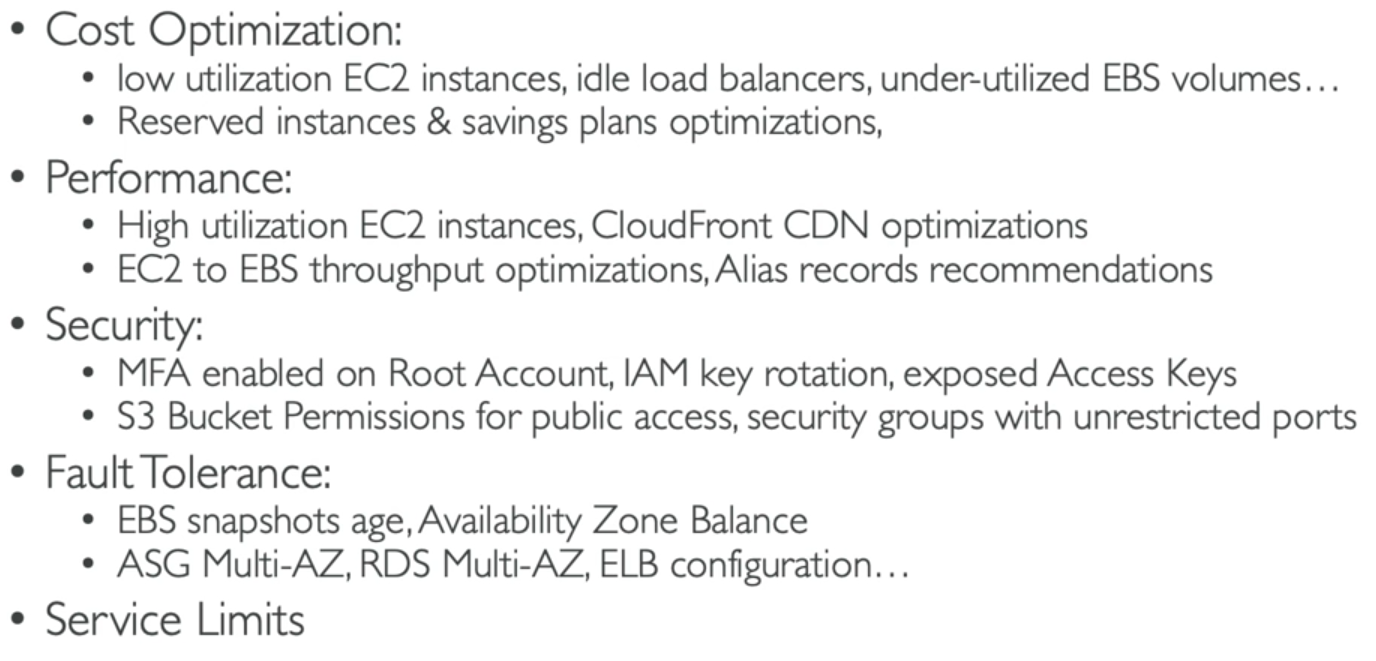 • Cost Optimization:
• low utilization EC2 instances, idle load balancers, under-utilized EBS volumes…
• Reserved instances & savings plans optimizations,
• Performance:
• High utilization EC2 instances, CloudFront CDN optimizations
• EC2 to EBS throughput optimizations, Alias records recommendations
• Security:
• MFA enabled on Root Account, IAM key rotation, exposed Access Keys
• S3 Bucket Permissions for public access, security groups with unrestricted ports
• Fault Tolerance:
• EBS snapshots age, Availability Zone Balance
• ASG Multi-AZ, RDS Multi-AZ, ELB configuration…
• Service Limits